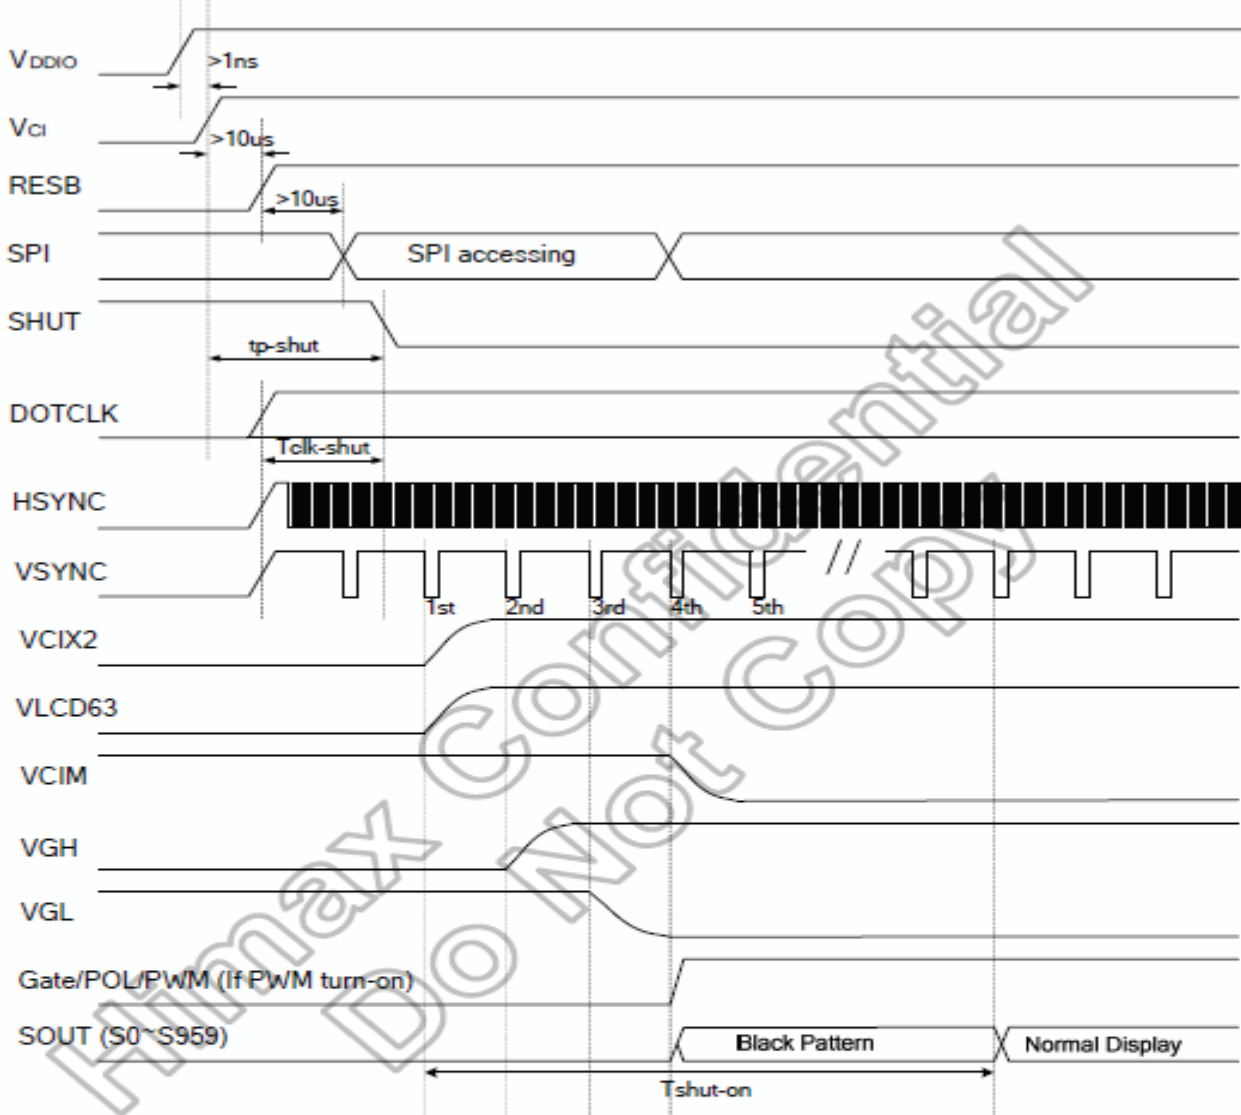 VDDIO
>1ns
VCI
>10us
RESB
>10us
SPI
SPI accessing
SHUT
tp-shut
DOTCLK
Tclk-shut
HSYNC
VSYNC
//
1st 2nd 3rd 4th 5th
VCIX2
VLCD63
VCIM
VGH
VGL
Gate/POL/PWM (If PWM turn-on)
SOUT (S0~S959)
Black Pattern
Normal Display
Tshut-on
Himax Confidential
Do Not Copy